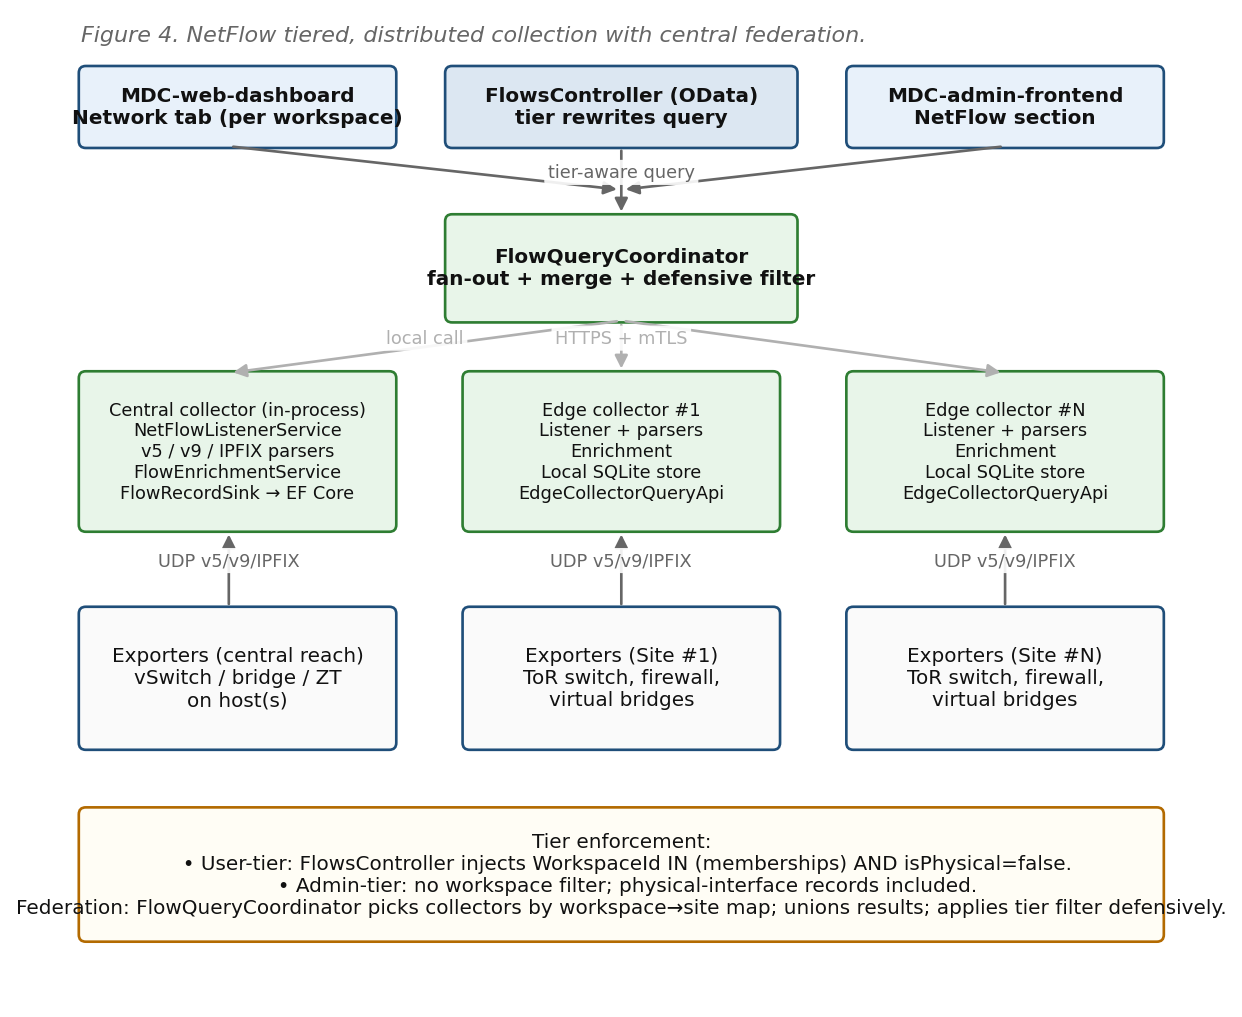 Figure 4. NetFlow tiered, distributed collection with central federation.
MDC-web-dashboard
Network tab (per workspace)
FlowsController (OData)
tier rewrites query
MDC-admin-frontend
NetFlow section
tier-aware query
FlowQueryCoordinator
fan-out + merge + defensive filter
local call
HTTPS + mTLS
Central collector (in-process)
NetFlowListenerService
v5 / v9 / IPFIX parsers
FlowEnrichmentService
FlowRecordSink → EF Core
Edge collector #1
Listener + parsers
Enrichment
Local SQLite store
EdgeCollectorQueryApi
Edge collector #N
Listener + parsers
Enrichment
Local SQLite store
EdgeCollectorQueryApi
UDP v5/v9/IPFIX
UDP v5/v9/IPFIX
UDP v5/v9/IPFIX
Exporters (central reach)
vSwitch / bridge / ZT
on host(s)
Exporters (Site #1)
ToR switch, firewall,
virtual bridges
Exporters (Site #N)
ToR switch, firewall,
virtual bridges
Tier enforcement:
• User-tier: FlowsController injects WorkspaceId IN (memberships) AND isPhysical=false.
• Admin-tier: no workspace filter; physical-interface records included.
Federation: FlowQueryCoordinator picks collectors by workspace→site map; unions results; applies tier filter defensively.